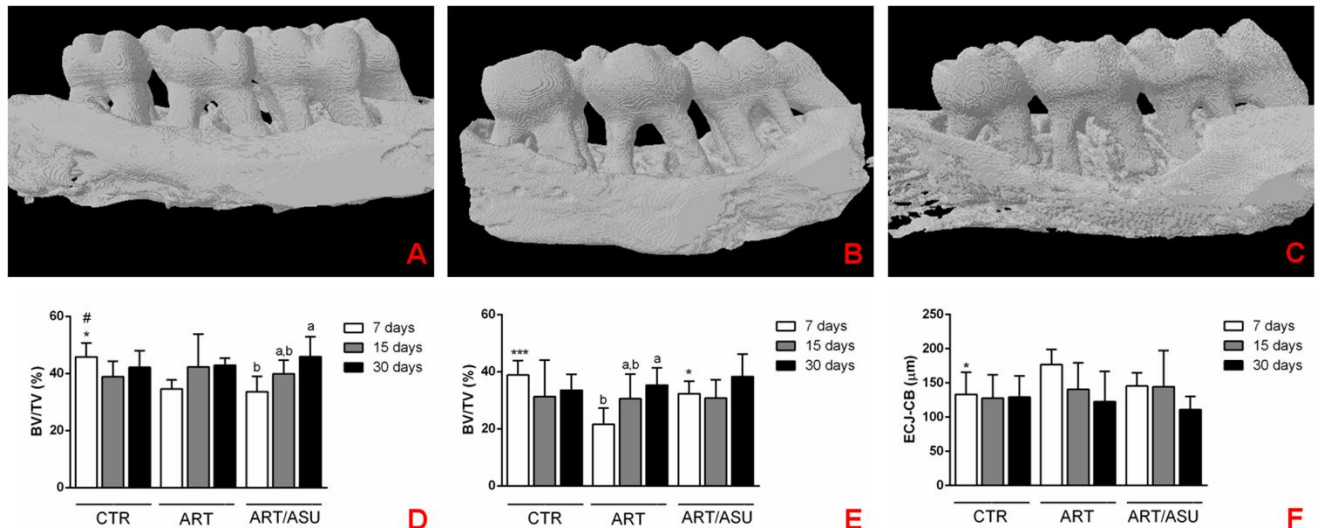 A
B
C
60
40
20
0
BV/TV (%)
#
*
b
a,b
a
7 days
15 days
30 days
CTR
ART
ART/ASU
D
60
40
20
0
BV/TV (%)
***
b
a,b
a
*
7 days
15 days
30 days
CTR
ART
ART/ASU
E
250
200
150
100
50
0
ECJ-CB (µm)
*
7 days
15 days
30 days
CTR
ART
ART/ASU
F